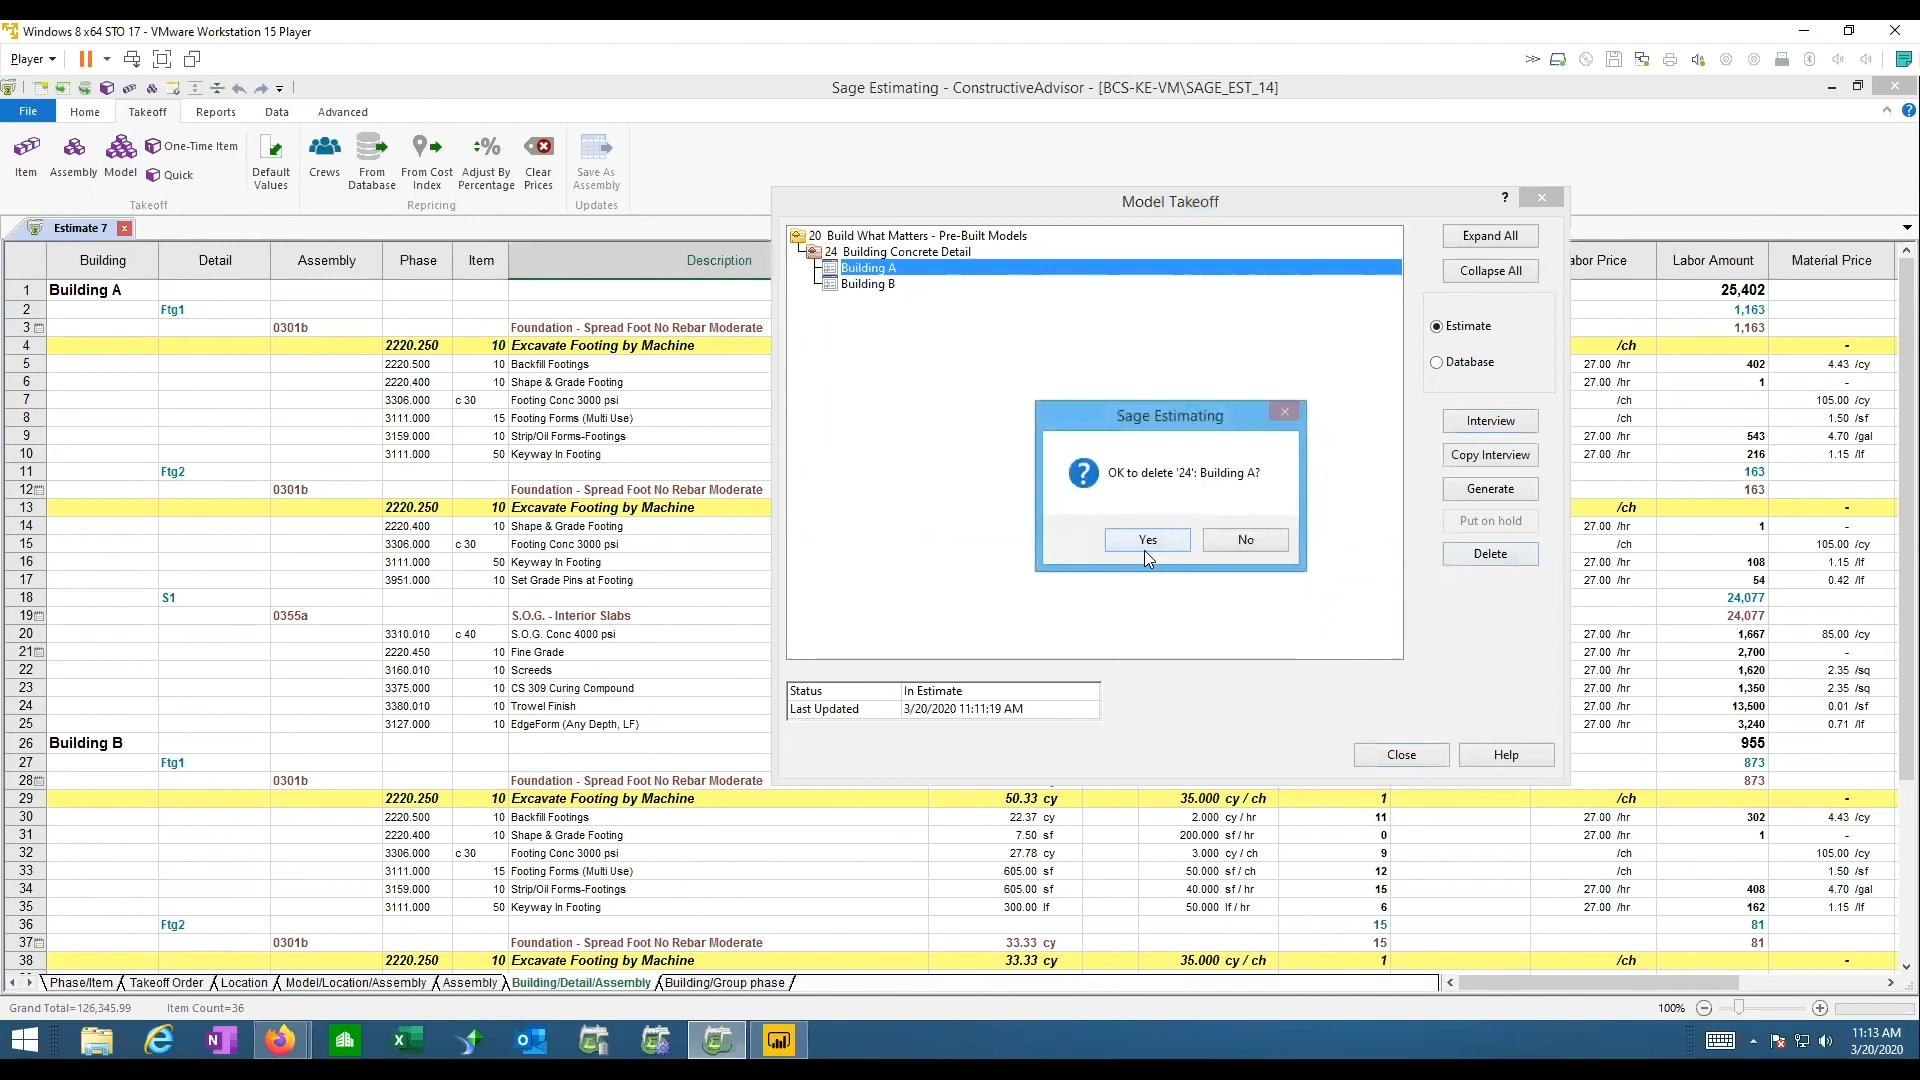 Windows 8 x64 STO 17 - VMware Workstation 15 Player
Player
Sage Estimating - ConstructiveAdvisor - [BCS-KE-VM\SAGE_EST_14]
File Home Takeoff Reports Data Advanced
Item Assembly Model One-Time Item Quick Default Values Crews From Database From Cost Index Adjust By Percentage Clear Prices Save As Assembly
Takeoff Repricing Updates
Estimate 7
Building Detail Assembly Phase Item Description Labor Amount Material Price
1 Building A 25,402
2 Ftg1 1,163
3 0301b Foundation - Spread Foot No Rebar Moderate 1,163
4 2220.250 10 Excavate Footing by Machine /ch -
5 2220.500 10 Backfill Footings 27.00 /hr 402 4.43 /cy
6 2220.400 10 Shape & Grade Footing 27.00 /hr 1 -
7 3306.000 c 30 Footing Conc 3000 psi /ch 105.00 /cy
8 3111.000 15 Footing Forms (Multi Use) /ch 1.50 /sf
9 3159.000 10 Strip/Oil Forms-Footings 27.00 /hr 543 4.70 /gal
10 3111.000 50 Keyway In Footing 27.00 /hr 216 1.15 /lf
11 Ftg2 163
12 0301b Foundation - Spread Foot No Rebar Moderate 163
13 2220.250 10 Excavate Footing by Machine /ch -
14 2220.400 10 Shape & Grade Footing 27.00 /hr 1 -
15 3306.000 c 30 Footing Conc 3000 psi /ch 105.00 /cy
16 3111.000 50 Keyway In Footing 27.00 /hr 108 1.15 /lf
17 3951.000 10 Set Grade Pins at Footing 27.00 /hr 54 0.42 /lf
18 S1 24,077
19 0355a S.O.G. - Interior Slabs 24,077
20 3310.010 c 40 S.O.G. Conc 4000 psi 27.00 /hr 1,667 85.00 /cy
21 2220.450 10 Fine Grade 27.00 /hr 2,700 -
22 3160.010 10 Screeds 27.00 /hr 1,620 2.35 /sq
23 3375.000 10 CS 309 Curing Compound 27.00 /hr 1,350 2.35 /sq
24 3380.010 10 Trowel Finish 27.00 /hr 13,500 0.01 /sf
25 3127.000 10 EdgeForm (Any Depth, LF) 27.00 /hr 3,240 0.71 /lf
26 Building B 955
27 Ftg1 873
28 0301b Foundation - Spread Foot No Rebar Moderate 873
29 2220.250 10 Excavate Footing by Machine 50.33 cy 35.000 cy / ch 1 /ch -
30 2220.500 10 Backfill Footings 22.37 cy 2.000 cy / hr 11 27.00 /hr 302 4.43 /cy
31 2220.400 10 Shape & Grade Footing 7.50 sf 200.000 sf / hr 0 27.00 /hr 1 -
32 3306.000 c 30 Footing Conc 3000 psi 27.78 cy 3.000 cy / ch 9 /ch 105.00 /cy
33 3111.000 15 Footing Forms (Multi Use) 605.00 sf 50.000 sf / ch 12 /ch 1.50 /sf
34 3159.000 10 Strip/Oil Forms-Footings 605.00 sf 40.000 sf / hr 15 27.00 /hr 408 4.70 /gal
35 3111.000 50 Keyway In Footing 300.00 lf 50.000 lf / hr 6 27.00 /hr 162 1.15 /lf
36 Ftg2 15 81
37 0301b Foundation - Spread Foot No Rebar Moderate 33.33 cy 15 81
38 2220.250 10 Excavate Footing by Machine 33.33 cy 35.000 cy / ch 1 /ch -
Model Takeoff
20 Build What Matters - Pre-Built Models
24 Building Concrete Detail
Building A
Building B
Expand All
Collapse All
Estimate
Database
Interview
Copy Interview
Generate
Put on hold
Delete
Sage Estimating
OK to delete '24': Building A?
Yes No
Status In Estimate
Last Updated 3/20/2020 11:11:19 AM
Close Help
Phase/Item Takeoff Order Location Model/Location/Assembly Assembly Building/Detail/Assembly Building/Group phase
Grand Total=126,345.99 Item Count=36 100%
11:13 AM
3/20/2020